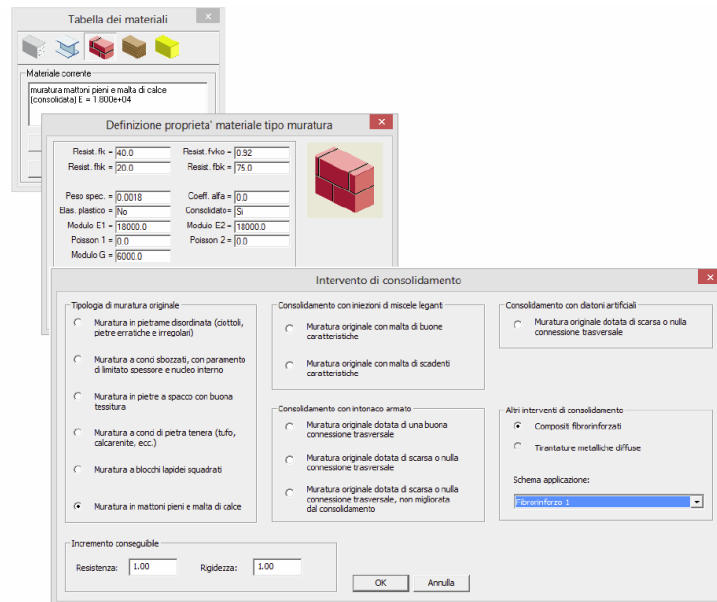 Tabella dei materiali
x
Materiale corrente
muratura mattoni pieni e malta di calce
(consolidata) E = 1.800e+04
Definizione proprieta' materiale tipo muratura
x
Resist. fk = 40.0
Resist. fvko = 0.92
Resist. fhk = 20.0
Resist. fbk = 75.0
Peso spec. = 0.0018
Coeff. alfa = 0.0
Elas. plastico = No
Consolidato = Si
Modulo E1 = 18000.0
Modulo E2 = 18000.0
Poisson 1 = 0.0
Poisson 2 = 0.0
Modulo G = 6000.0
Intervento di consolidamento
x
Tipologia di muratura originale
Muratura in pietrame disordinata (ciottoli,
pietre erratiche e irregolari)
Muratura a conci sbozzati, con paramento
di limitato spessore e nucleo interno
Muratura in pietre a spacco con buona
tessitura
Muratura a conci di pietra tenera (tufo,
calcarenite, ecc.)
Muratura a blocchi lapidei squadrati
Muratura in mattoni pieni e malta di calce
Consolidamento con iniezioni di miscele leganti
Muratura originale con malta di buone
caratteristiche
Muratura originale con malta di scadenti
caratteristiche
Consolidamento con intonaco armato
Muratura originale dotata di una buona
connessione trasversale
Muratura originale dotata di scarsa o nulla
connessione trasversale
Muratura originale dotata di scarsa o nulla
connessione trasversale, non migliorata
dal consolidamento
Consolidamento con diatoni artificiali
Muratura originale dotata di scarsa o nulla
connessione trasversale
Altri interventi di consolidamento
Compositi fibrorinforzati
Tirantature metalliche diffuse
Schema applicazione:
Fibrorinforzo 1
Incremento conseguibile
Resistenza: 1.00
Rigidezza: 1.00
OK
Annulla